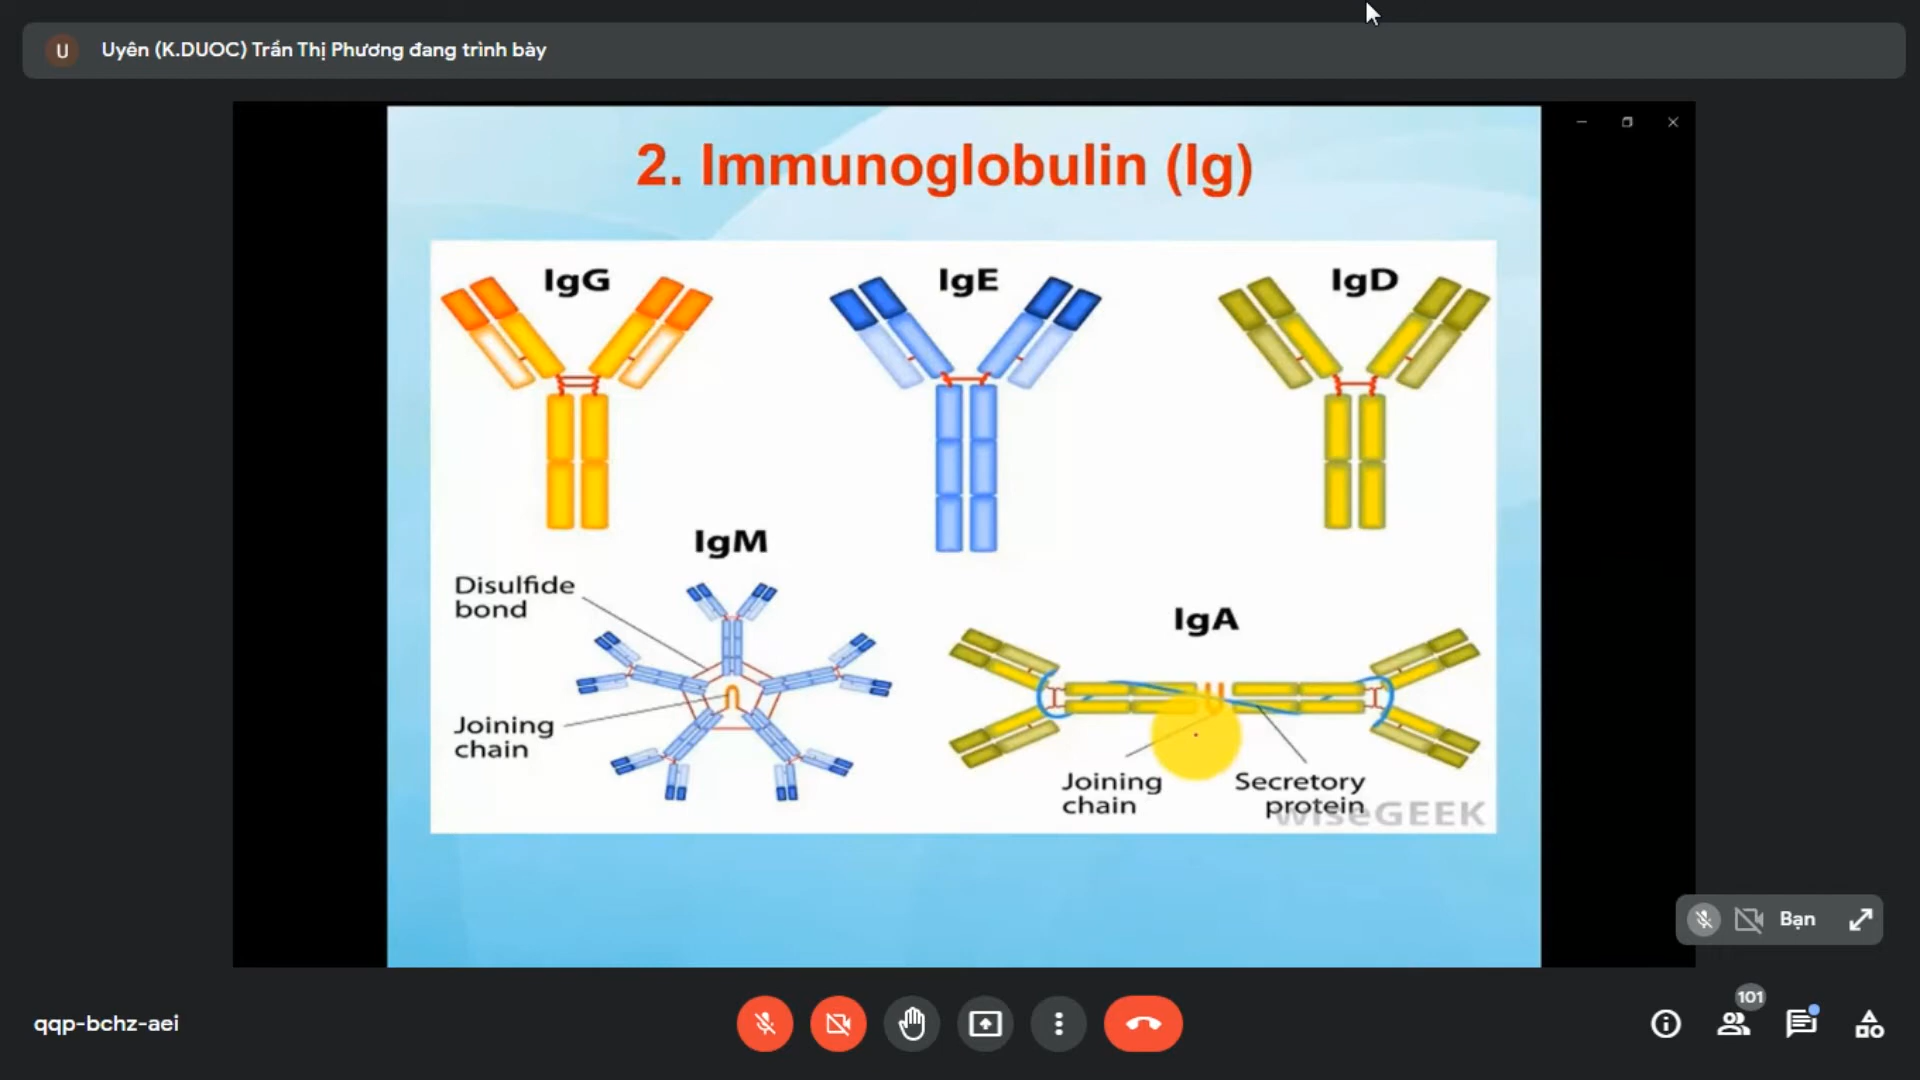 U
Uyên (K.DUOC) Trần Thị Phương đang trình bày
2. Immunoglobulin (Ig)
IgG
IgE
IgD
IgM
Disulfide
bond
Joining
chain
IgA
Joining
chain
Secretory
protein
wiseGEEK
Bạn
qqp-bchz-aei
101